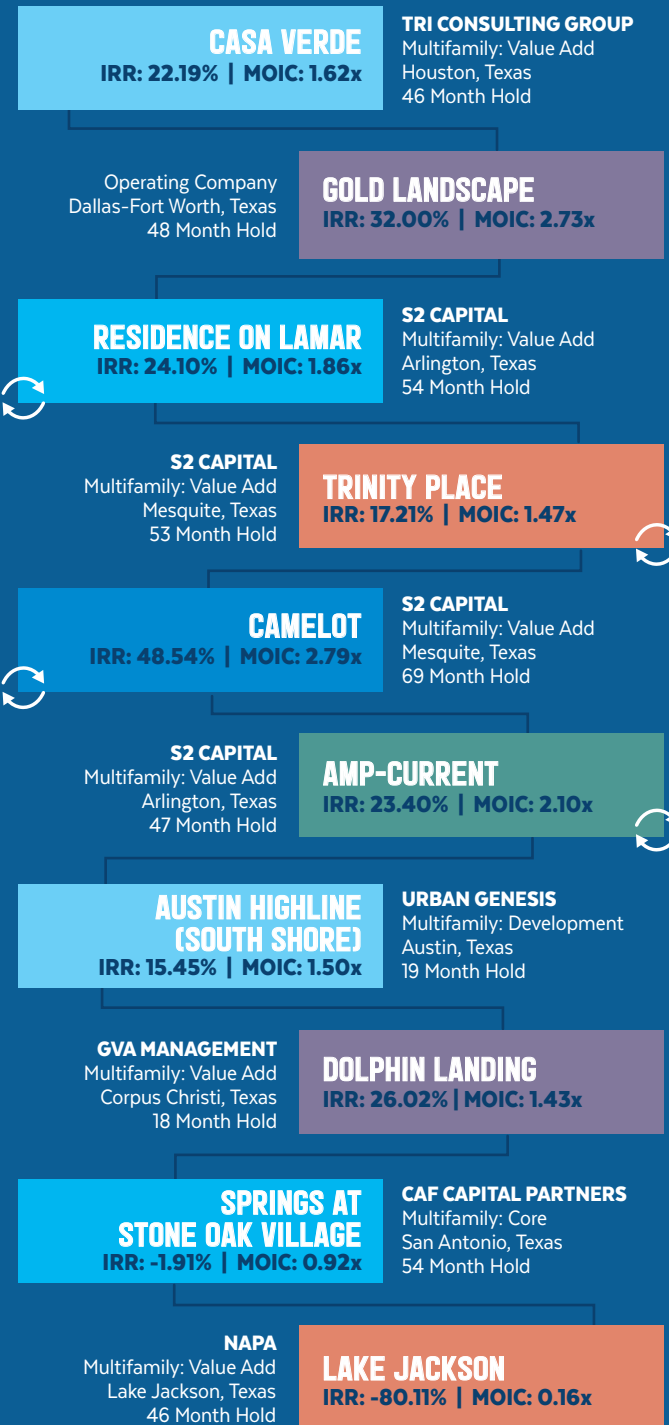 CASA VERDE
IRR: 22.19% | MOIC: 1.62x
TRI CONSULTING GROUP
Multifamily: Value Add
Houston, Texas
46 Month Hold
Operating Company
Dallas-Fort Worth, Texas
48 Month Hold
GOLD LANDSCAPE
IRR: 32.00% | MOIC: 2.73x
RESIDENCE ON LAMAR
IRR: 24.10% | MOIC: 1.86x
S2 CAPITAL
Multifamily: Value Add
Arlington, Texas
54 Month Hold
S2 CAPITAL
Multifamily: Value Add
Mesquite, Texas
53 Month Hold
TRINITY PLACE
IRR: 17.21% | MOIC: 1.47x
CAMELOT
IRR: 48.54% | MOIC: 2.79x
S2 CAPITAL
Multifamily: Value Add
Mesquite, Texas
69 Month Hold
S2 CAPITAL
Multifamily: Value Add
Arlington, Texas
47 Month Hold
AMP-CURRENT
IRR: 23.40% | MOIC: 2.10x
AUSTIN HIGHLINE
(SOUTH SHORE)
IRR: 15.45% | MOIC: 1.50x
URBAN GENESIS
Multifamily: Development
Austin, Texas
19 Month Hold
GVA MANAGEMENT
Multifamily: Value Add
Corpus Christi, Texas
18 Month Hold
DOLPHIN LANDING
IRR: 26.02% | MOIC: 1.43x
SPRINGS AT
STONE OAK VILLAGE
IRR: -1.91% | MOIC: 0.92x
CAF CAPITAL PARTNERS
Multifamily: Core
San Antonio, Texas
54 Month Hold
NAPA
Multifamily: Value Add
Lake Jackson, Texas
46 Month Hold
LAKE JACKSON
IRR: -80.11% | MOIC: 0.16x